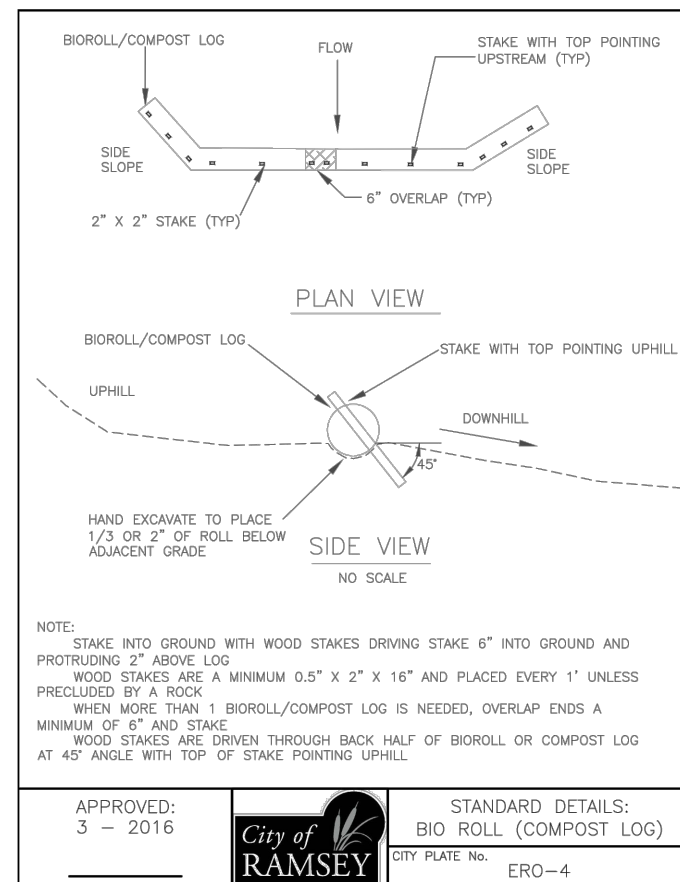 BIOROLL/COMPOST LOG
FLOW
STAKE WITH TOP POINTING
UPSTREAM (TYP)
SIDE
SLOPE
SIDE
SLOPE
6" OVERLAP (TYP)
2" X 2" STAKE (TYP)
PLAN VIEW
BIOROLL/COMPOST LOG
STAKE WITH TOP POINTING UPHILL
UPHILL
DOWNHILL
45°
HAND EXCAVATE TO PLACE
1/3 OR 2" OF ROLL BELOW
ADJACENT GRADE
SIDE VIEW
NO SCALE
NOTE:
STAKE INTO GROUND WITH WOOD STAKES DRIVING STAKE 6" INTO GROUND AND
PROTRUDING 2" ABOVE LOG
WOOD STAKES ARE A MINIMUM 0.5" X 2" X 16" AND PLACED EVERY 1' UNLESS
PRECLUDED BY A ROCK
WHEN MORE THAN 1 BIOROLL/COMPOST LOG IS NEEDED, OVERLAP ENDS A
MINIMUM OF 6" AND STAKE
WOOD STAKES ARE DRIVEN THROUGH BACK HALF OF BIOROLL OR COMPOST LOG
AT 45° ANGLE WITH TOP OF STAKE POINTING UPHILL
APPROVED:
3 - 2016
City of
RAMSEY
STANDARD DETAILS:
BIO ROLL (COMPOST LOG)
CITY PLATE No.
ERO-4